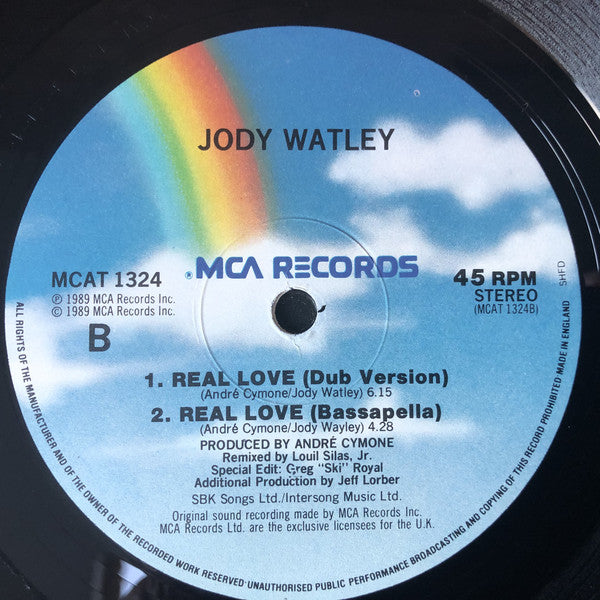 JODY WATLEY
MCA RECORDS
MCAT 1324
℗ 1989 MCA Records Inc.
© 1989 MCA Records Inc.
B
45 RPM
STEREO
(MCAT 1324B)
SHFD
1. REAL LOVE (Dub Version)
(André Cymone/Jody Watley) 6.15
2. REAL LOVE (Bassapella)
(André Cymone/Jody Wayley) 4.28
PRODUCED BY ANDRÉ CYMONE
Remixed by Louil Silas, Jr.
Special Edit: Greg "Ski" Royal
Additional Production by Jeff Lorber
SBK Songs Ltd./Intersong Music Ltd.
Original sound recording made by MCA Records Inc.
MCA Records Ltd. are the exclusive licensees for the U.K.
ALL RIGHTS OF THE MANUFACTURER AND OF THE OWNER OF THE RECORDED WORK RESERVED·UNAUTHORISED PUBLIC PERFORMANCE BROADCASTING AND COPYING OF THIS RECORD PROHIBITED·MADE IN ENGLAND